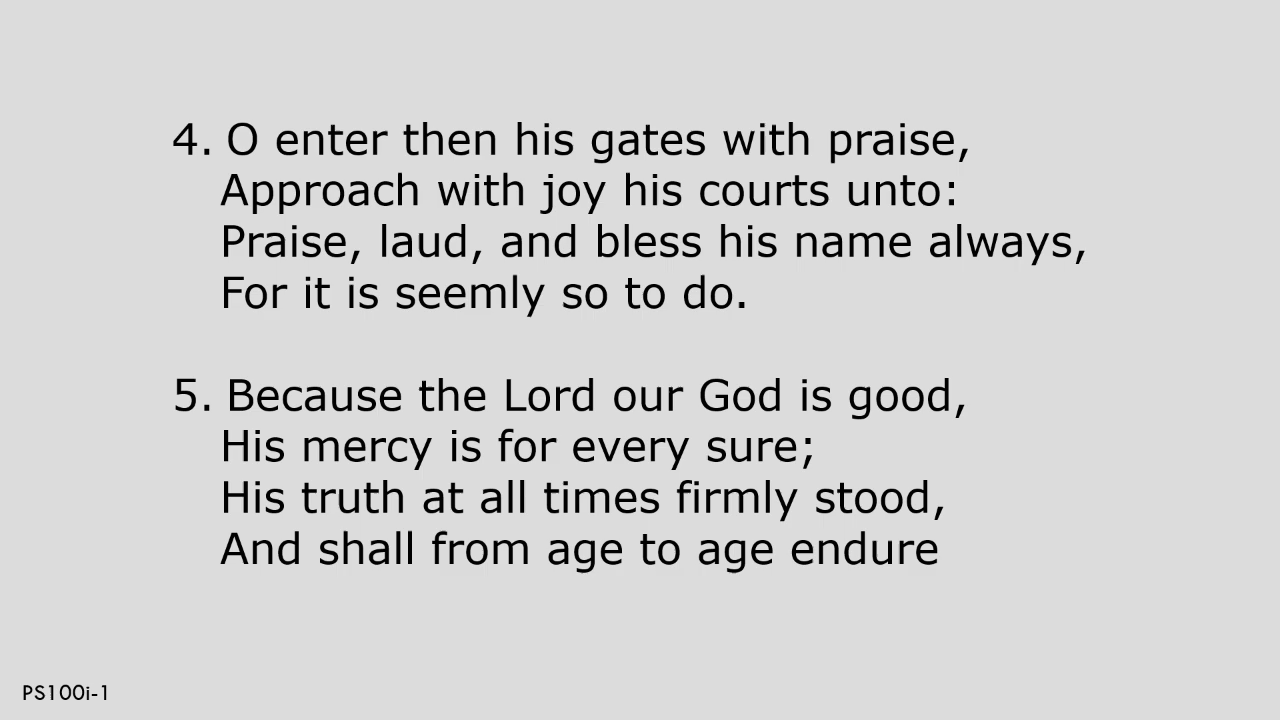 4. O enter then his gates with praise,
Approach with joy his courts unto:
Praise, laud, and bless his name always,
For it is seemly so to do.
5. Because the Lord our God is good,
His mercy is for every sure;
His truth at all times firmly stood,
And shall from age to age endure
PS100i-1